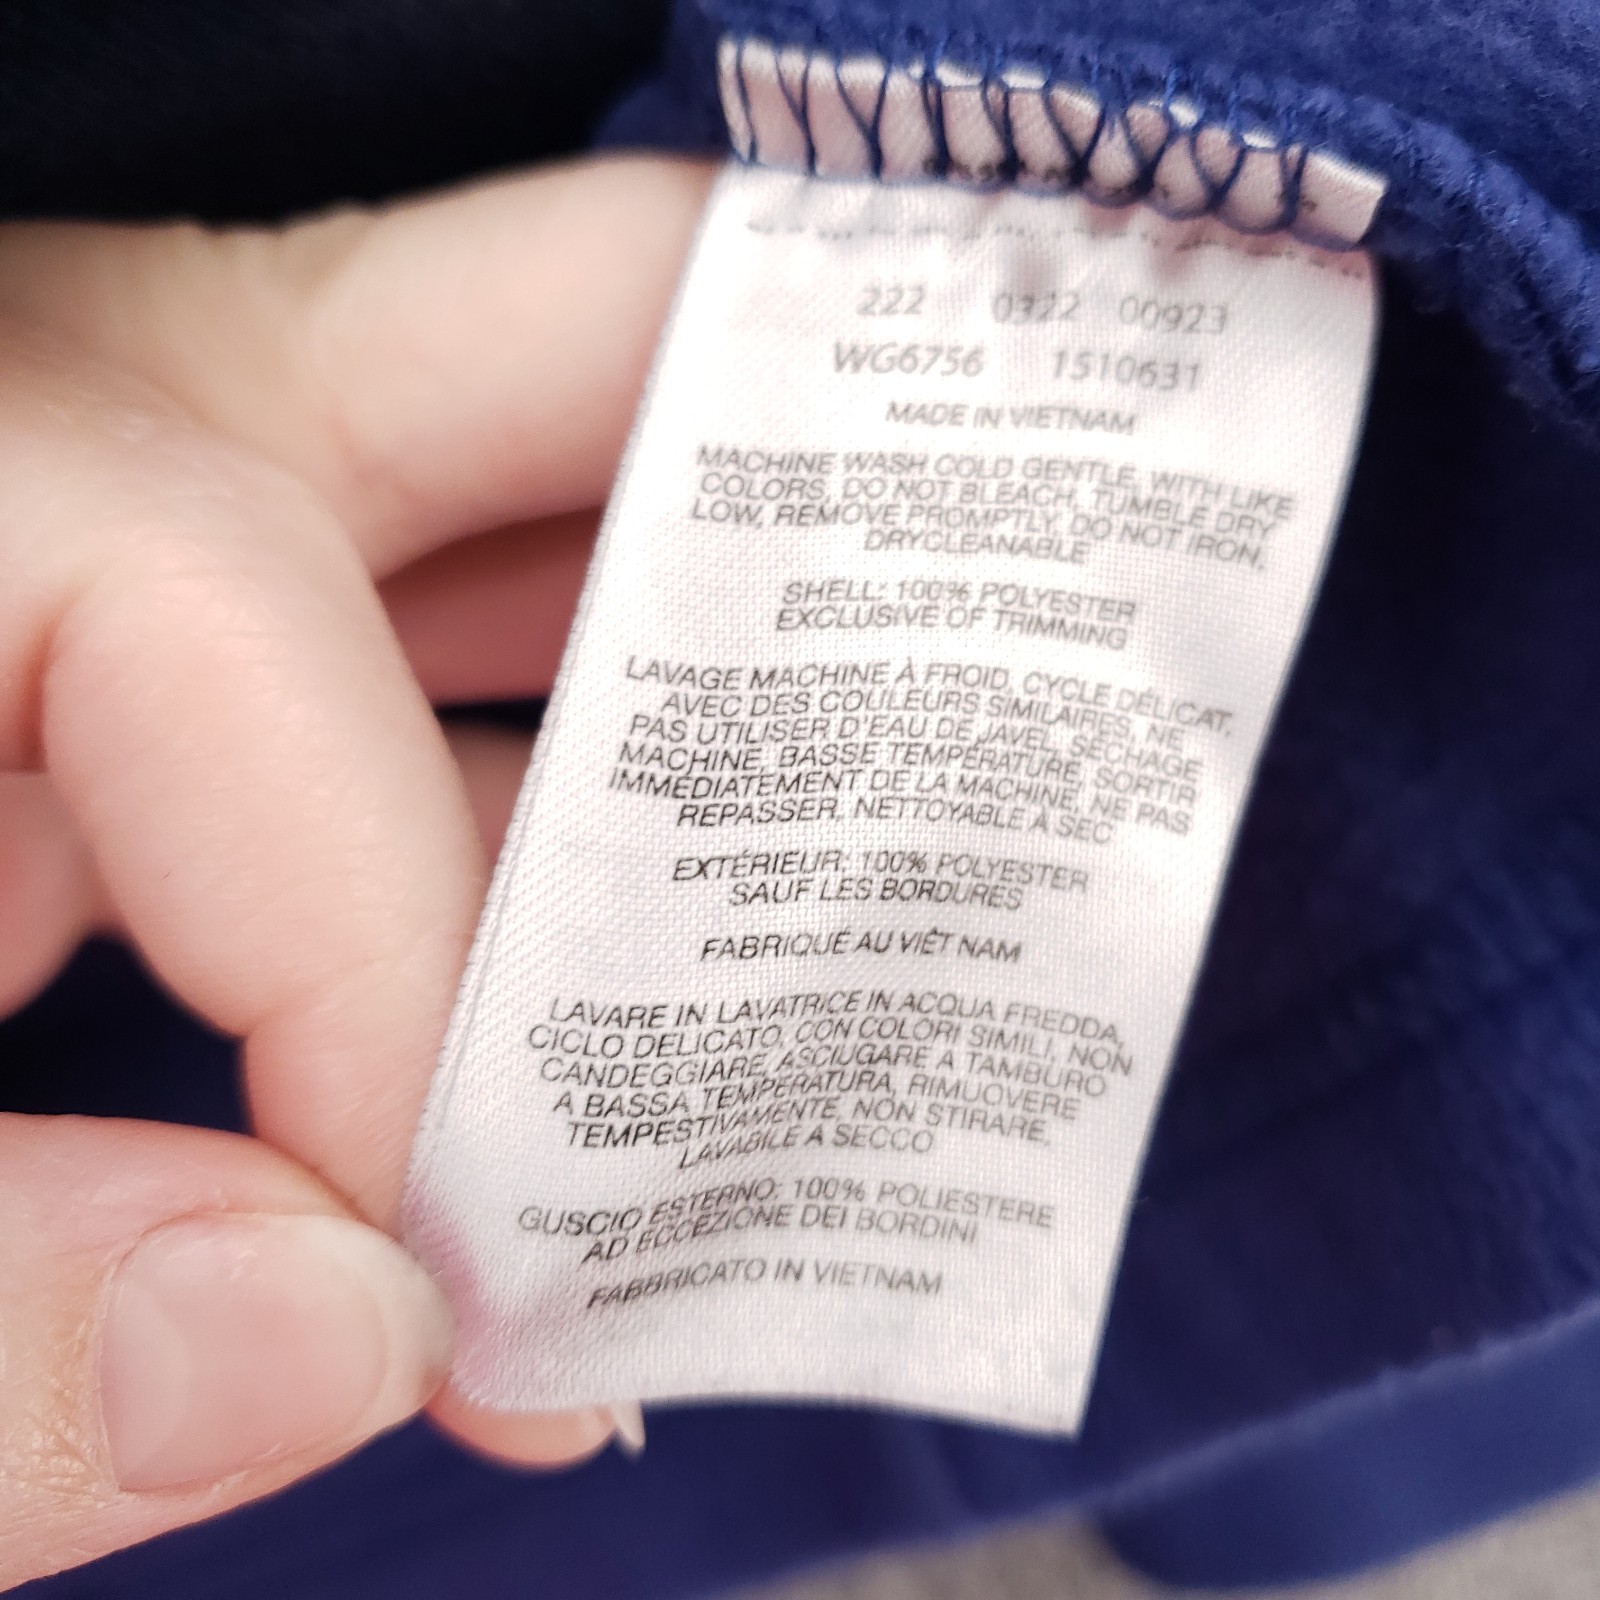 222 0322 00923
WG6756 1510631
MADE IN VIETNAM
MACHINE WASH COLD GENTLE, WITH LIKE
COLORS, DO NOT BLEACH, TUMBLE DRY
LOW, REMOVE PROMPTLY, DO NOT IRON,
DRYCLEANABLE
SHELL: 100% POLYESTER
EXCLUSIVE OF TRIMMING
LAVAGE MACHINE À FROID, CYCLE DÉLICAT,
AVEC DES COULEURS SIMILAIRES, NE
PAS UTILISER D'EAU DE JAVEL, SÉCHAGE
MACHINE, BASSE TEMPÉRATURE, SORTIR
IMMÉDIATEMENT DE LA MACHINE, NE PAS
REPASSER, NETTOYABLE À SEC
EXTÉRIEUR: 100% POLYESTER
SAUF LES BORDURES
FABRIQUÉ AU VIÊT NAM
LAVARE IN LAVATRICE IN ACQUA FREDDA,
CICLO DELICATO, CON COLORI SIMILI, NON
CANDEGGIARE, ASCIUGARE A TAMBURO
A BASSA TEMPERATURA, RIMUOVERE
TEMPESTIVAMENTE, NON STIRARE,
LAVABILE A SECCO
GUSCIO ESTERNO: 100% POLIESTERE
AD ECCEZIONE DEI BORDINI
FABBRICATO IN VIETNAM